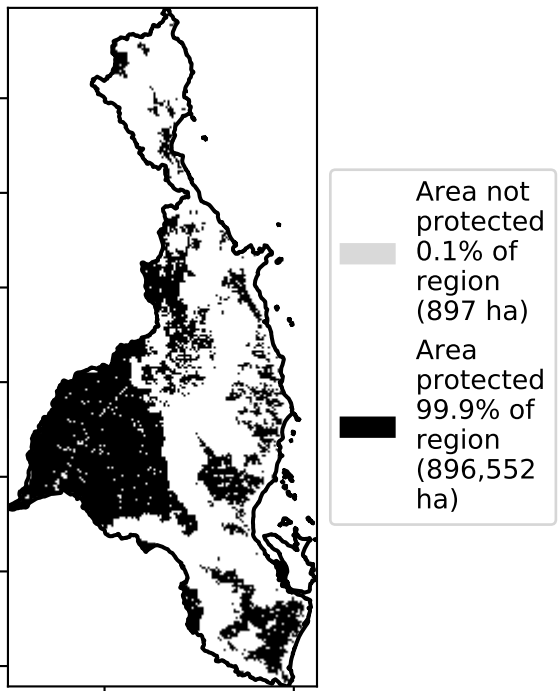 Area not
protected
0.1% of
region
(897 ha)
Area
protected
99.9% of
region
(896,552
ha)